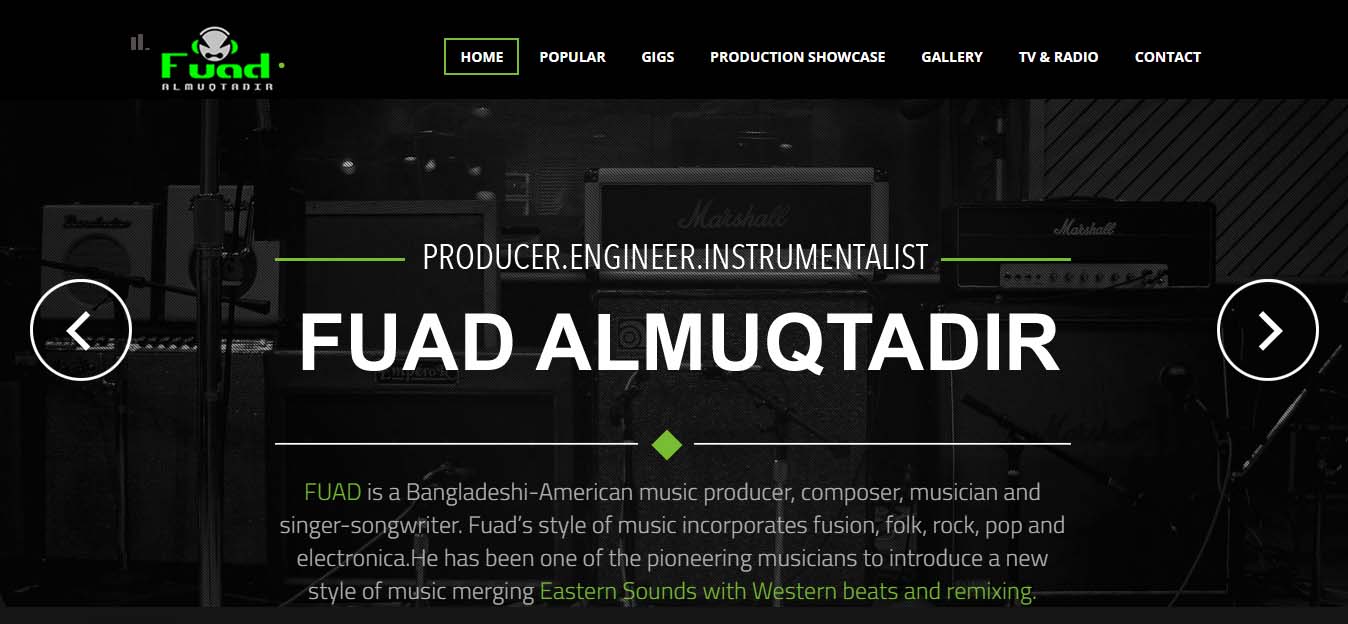 Fuad
ALMUQTADIR
HOME
POPULAR
GIGS
PRODUCTION SHOWCASE
GALLERY
TV & RADIO
CONTACT
Marshall
Marshall
PRODUCER.ENGINEER.INSTRUMENTALIST
FUAD ALMUQTADIR
FUAD is a Bangladeshi-American music producer, composer, musician and
singer-songwriter. Fuad’s style of music incorporates fusion, folk, rock, pop and
electronica.He has been one of the pioneering musicians to introduce a new
style of music merging Eastern Sounds with Western beats and remixing.